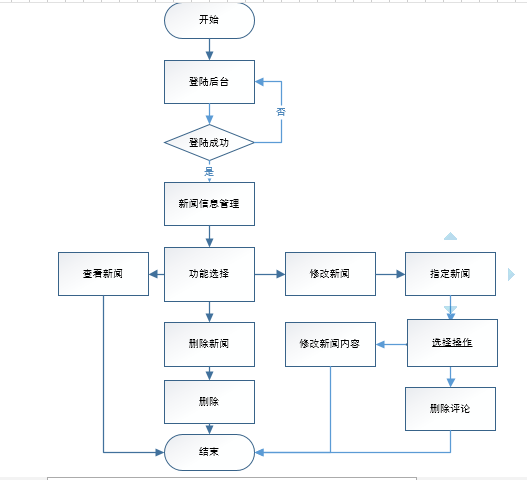 开始
登陆后台
否
登陆成功
是
新闻信息管理
查看新闻
功能选择
修改新闻
指定新闻
删除新闻
修改新闻内容
选择操作
删除
删除评论
结束